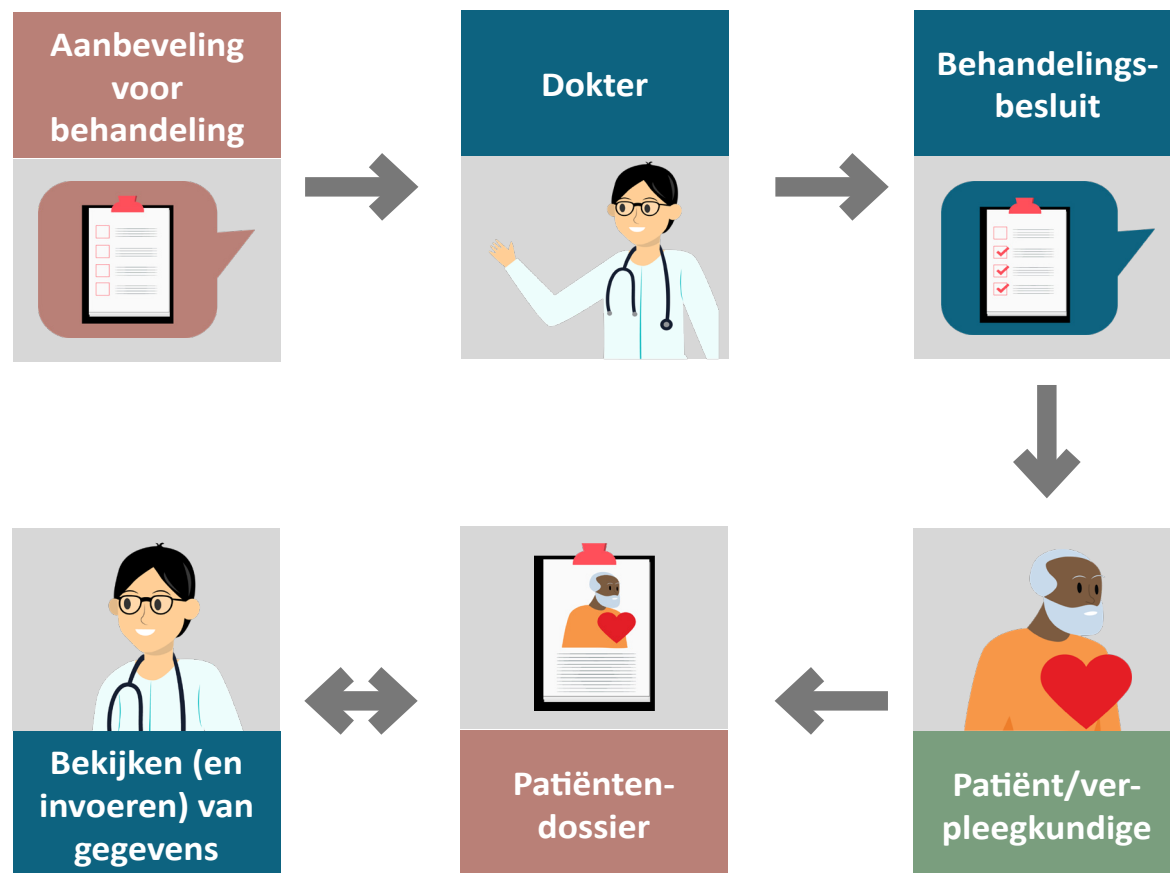 Aanbeveling
voor
behandeling
Dokter
Behandelings-
besluit
Bekijken (en
invoeren) van
gegevens
Patiënten-
dossier
Patiënt/ver-
pleegkundige